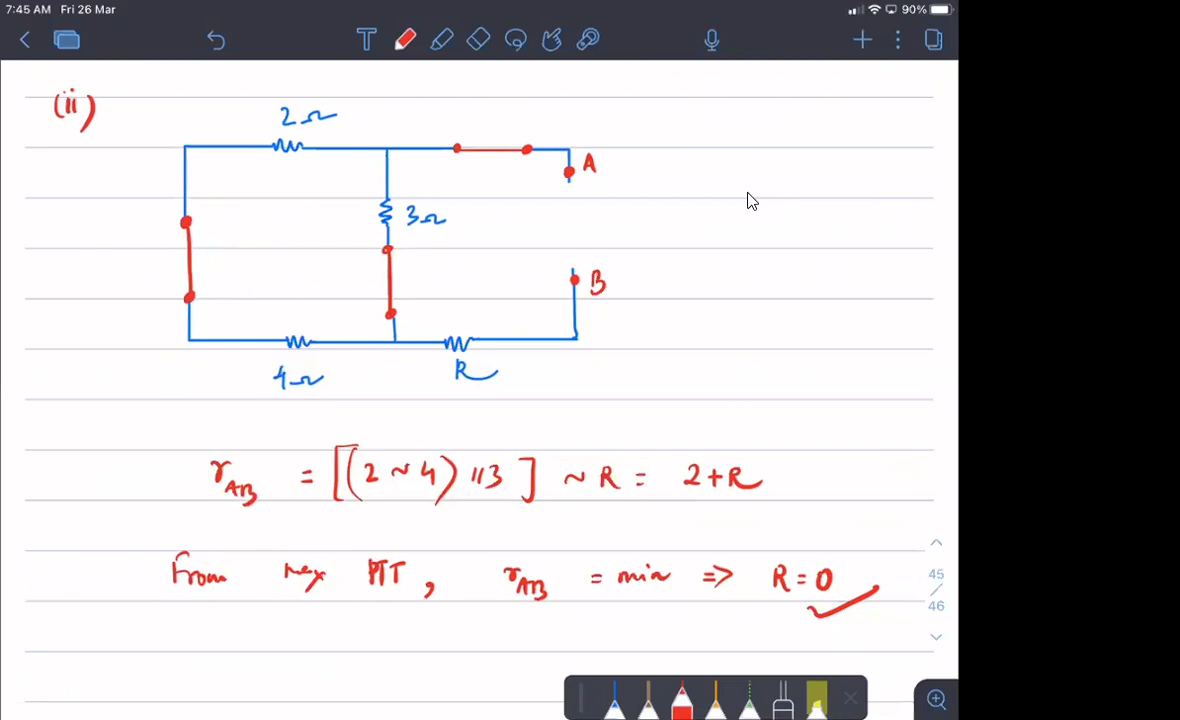 7:45 AM Fri 26 Mar
90%
T
(ii)
2Ω
A
3Ω
B
R
4Ω
r_AB = [(2 ~ 4) 11 3] ~ R = 2+R
From max PTT, r_AB = min => R = 0
45
/
46